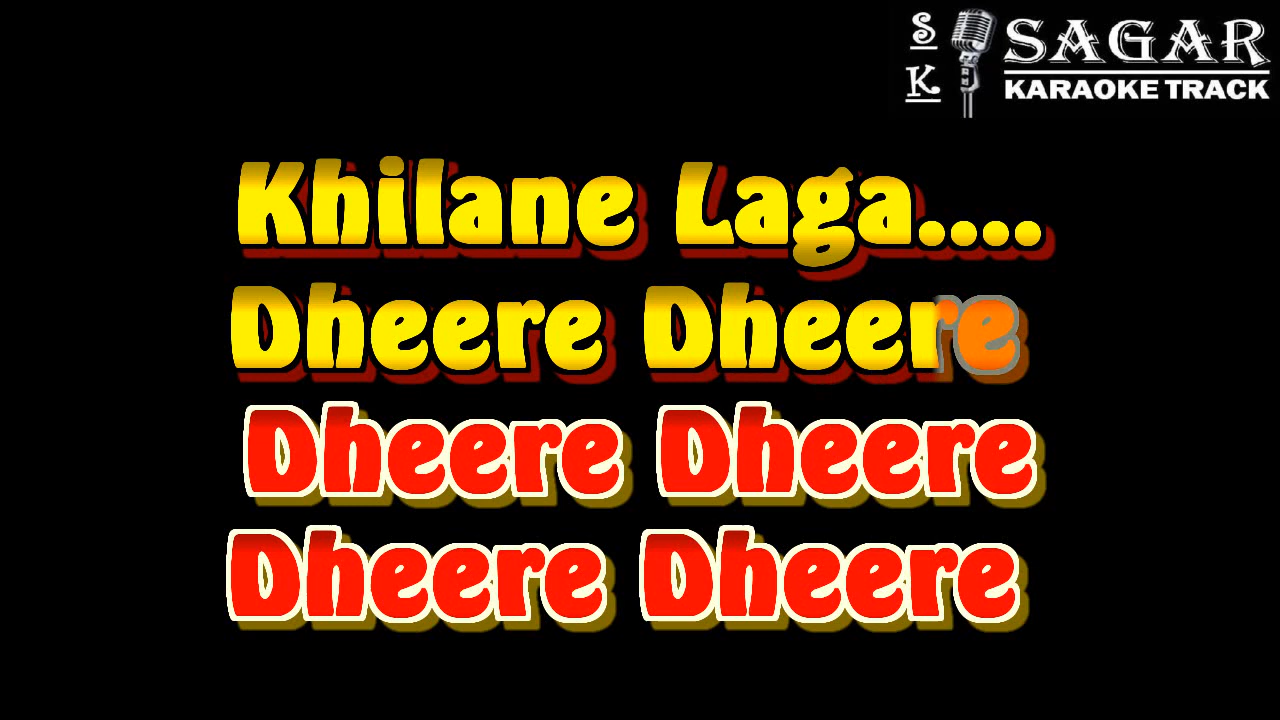 S
K
SAGAR
KARAOKE TRACK
Khilane Laga....
Dheere Dheere
Dheere Dheere
Dheere Dheere